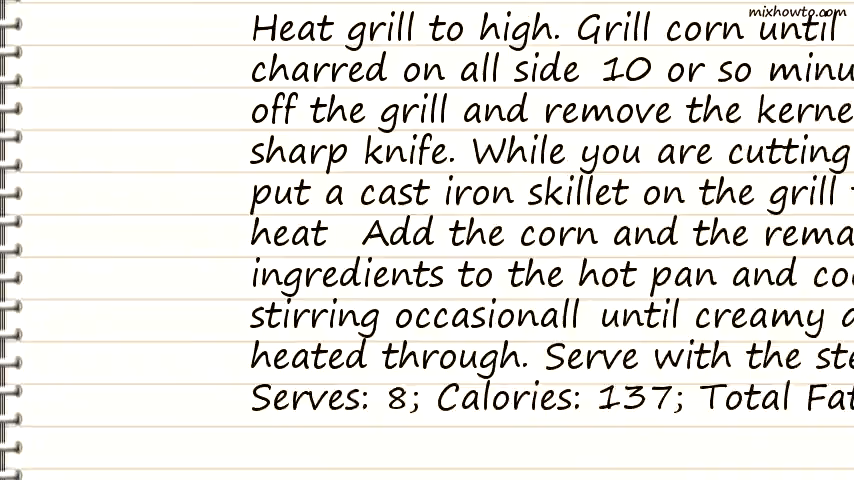 mixhowto.com
Heat grill to high. Grill corn until
charred on all side 10 or so minu
off the grill and remove the kerne
sharp knife. While you are cutting
put a cast iron skillet on the grill t
heat Add the corn and the rema
ingredients to the hot pan and coo
stirring occasionall until creamy a
heated through. Serve with the ste
Serves: 8; Calories: 137; Total Fat